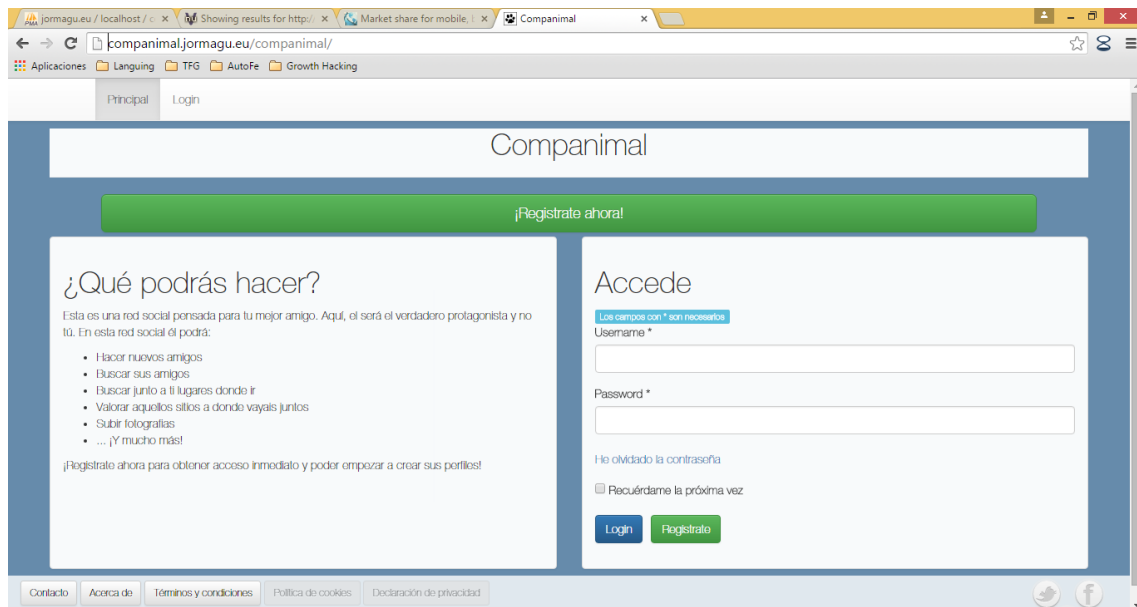 jormagu.eu / localhost / c
Showing results for http:/
Market share for mobile, l
Companimal
companimal.jormagu.eu/companimal/
Aplicaciones Languing TFG AutoFe Growth Hacking
Principal Login
Companimal
¡Registrate ahora!
¿Qué podrás hacer?
Esta es una red social pensada para tu mejor amigo. Aquí, el será el verdadero protagonista y no
tú. En esta red social él podrá:
• Hacer nuevos amigos
• Buscar sus amigos
• Buscar junto a ti lugares donde ir
• Valorar aquellos sitios a donde vayais juntos
• Subir fotografias
• ... ¡Y mucho más!
¡Registrate ahora para obtener acceso inmediato y poder empezar a crear sus perfiles!
Accede
Los campos con * son necesarios
Username *
Password *
He olvidado la contraseña
Recuérdame la próxima vez
Login Registrate
Contacto Acerca de Términos y condiciones Política de cookies Declaración de privacidad